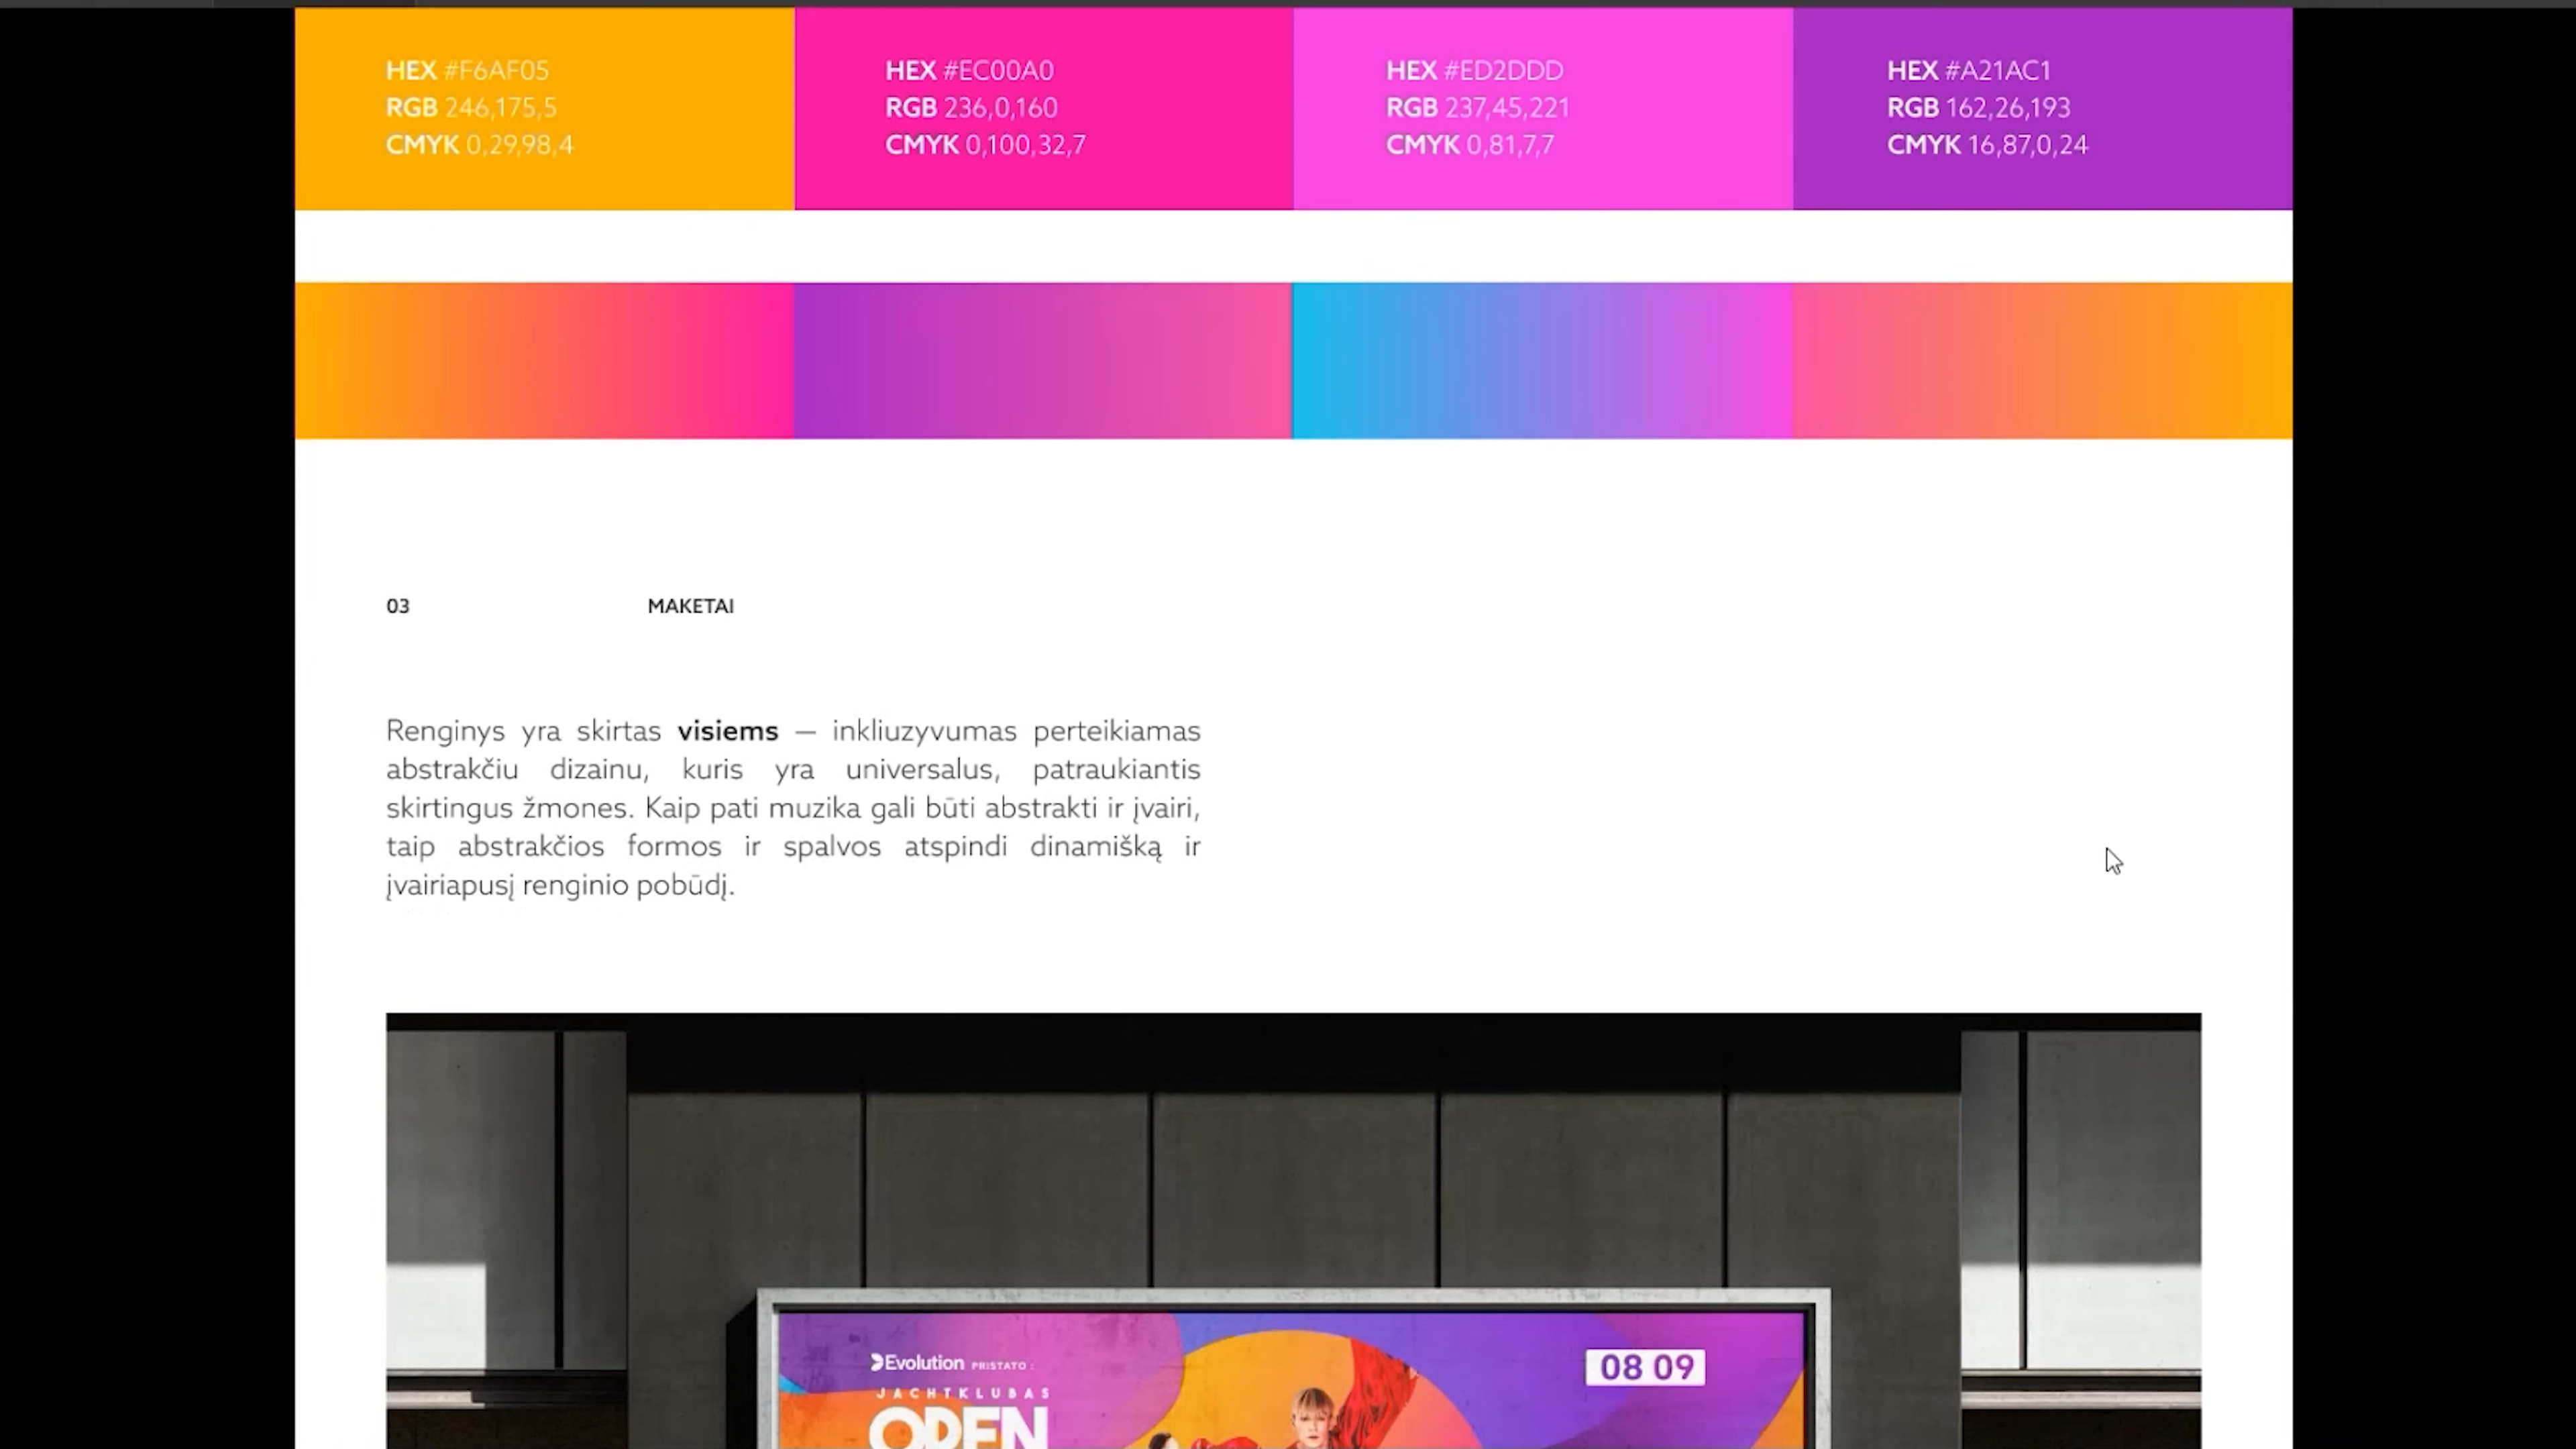 HEX #F6AF05
RGB 246,175,5
CMYK 0,29,98,4
HEX #EC00A0
RGB 236,0,160
CMYK 0,100,32,7
HEX #ED2DDD
RGB 237,45,221
CMYK 0,81,7,7
HEX #A21AC1
RGB 162,26,193
CMYK 16,87,0,24
03 MAKETAI
Renginys yra skirtas visiems — inkliuzyvumas perteikiamas
abstrakčiu dizainu, kuris yra universalus, patraukiantis
skirtingus žmones. Kaip pati muzika gali būti abstrakti ir įvairi,
taip abstrakčios formos ir spalvos atspindi dinamišką ir
įvairiapusį renginio pobūdį.
Evolution PRISTATO :
JACHTKLUBAS
OPEN
08 09